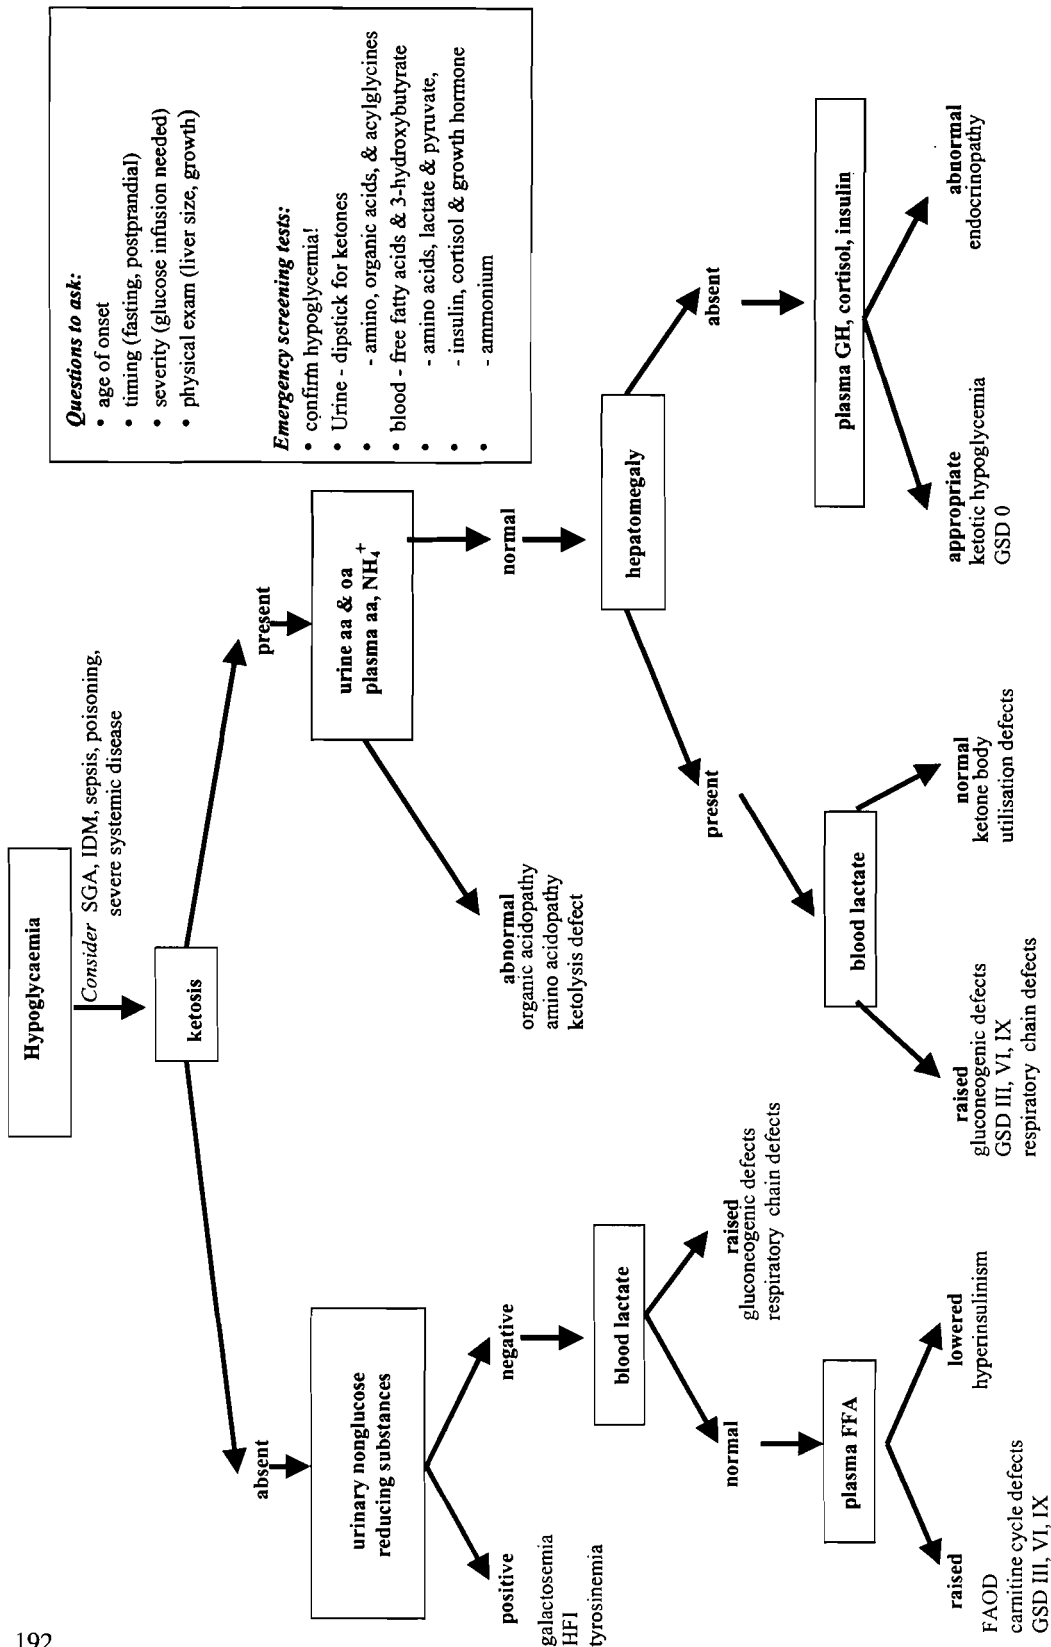 192
Hypoglycaemia
Consider SGA, IDM, sepsis, poisoning,
severe systemic disease
ketosis
absent
present
urinary nonglucose
reducing substances
positive
galactosemia
HFI
tyrosinemia
negative
blood lactate
normal
raised
gluconeogenic defects
respiratory chain defects
plasma FFA
raised
FAOD
carnitine cycle defects
GSD III, VI, IX
lowered
hyperinsulinism
urine aa & oa
plasma aa, NH₄⁺
abnormal
organic acidopathy
amino acidopathy
ketolysis defect
normal
hepatomegaly
present
absent
blood lactate
raised
gluconeogenic defects
GSD III, VI, IX
respiratory chain defects
normal
ketone body
utilisation defects
plasma GH, cortisol, insulin
appropriate
ketotic hypoglycemia
GSD 0
abnormal
endocrinopathy
Questions to ask:
• age of onset
• timing (fasting, postprandial)
• severity (glucose infusion needed)
• physical exam (liver size, growth)
Emergency screening tests:
• confirm hypoglycemia!
• Urine - dipstick for ketones
• - amino, organic acids, & acylglycines
• blood - free fatty acids & 3-hydroxybutyrate
• - amino acids, lactate & pyruvate,
• - insulin, cortisol & growth hormone
• - ammonium